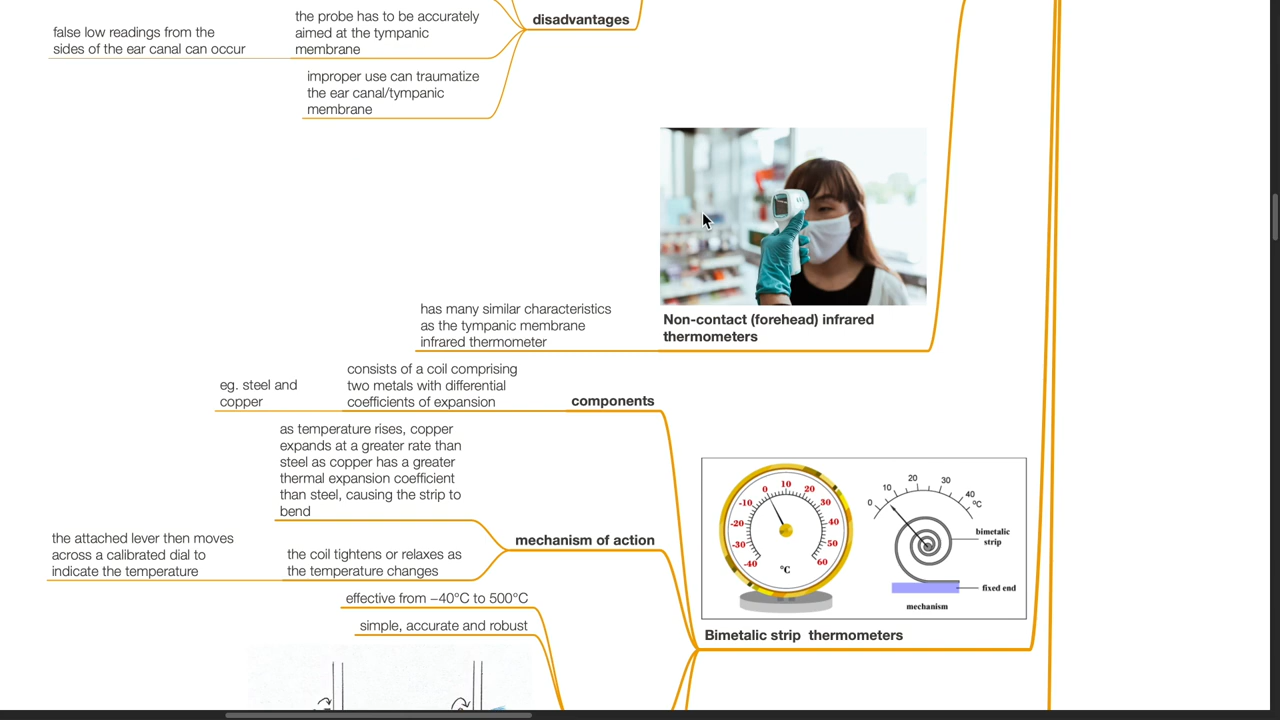 disadvantages
the probe has to be accurately
aimed at the tympanic
membrane
false low readings from the
sides of the ear canal can occur
improper use can traumatize
the ear canal/tympanic
membrane
Non-contact (forehead) infrared
thermometers
has many similar characteristics
as the tympanic membrane
infrared thermometer
components
consists of a coil comprising
two metals with differential
coefficients of expansion
eg. steel and
copper
as temperature rises, copper
expands at a greater rate than
steel as copper has a greater
thermal expansion coefficient
than steel, causing the strip to
bend
mechanism of action
the coil tightens or relaxes as
the temperature changes
the attached lever then moves
across a calibrated dial to
indicate the temperature
effective from –40°C to 500°C
simple, accurate and robust
-40
-30
-20
-10
0
10
20
30
40
50
60
°C
0
10
20
30
40
°C
bimetalic
strip
fixed end
mechanism
Bimetalic strip thermometers